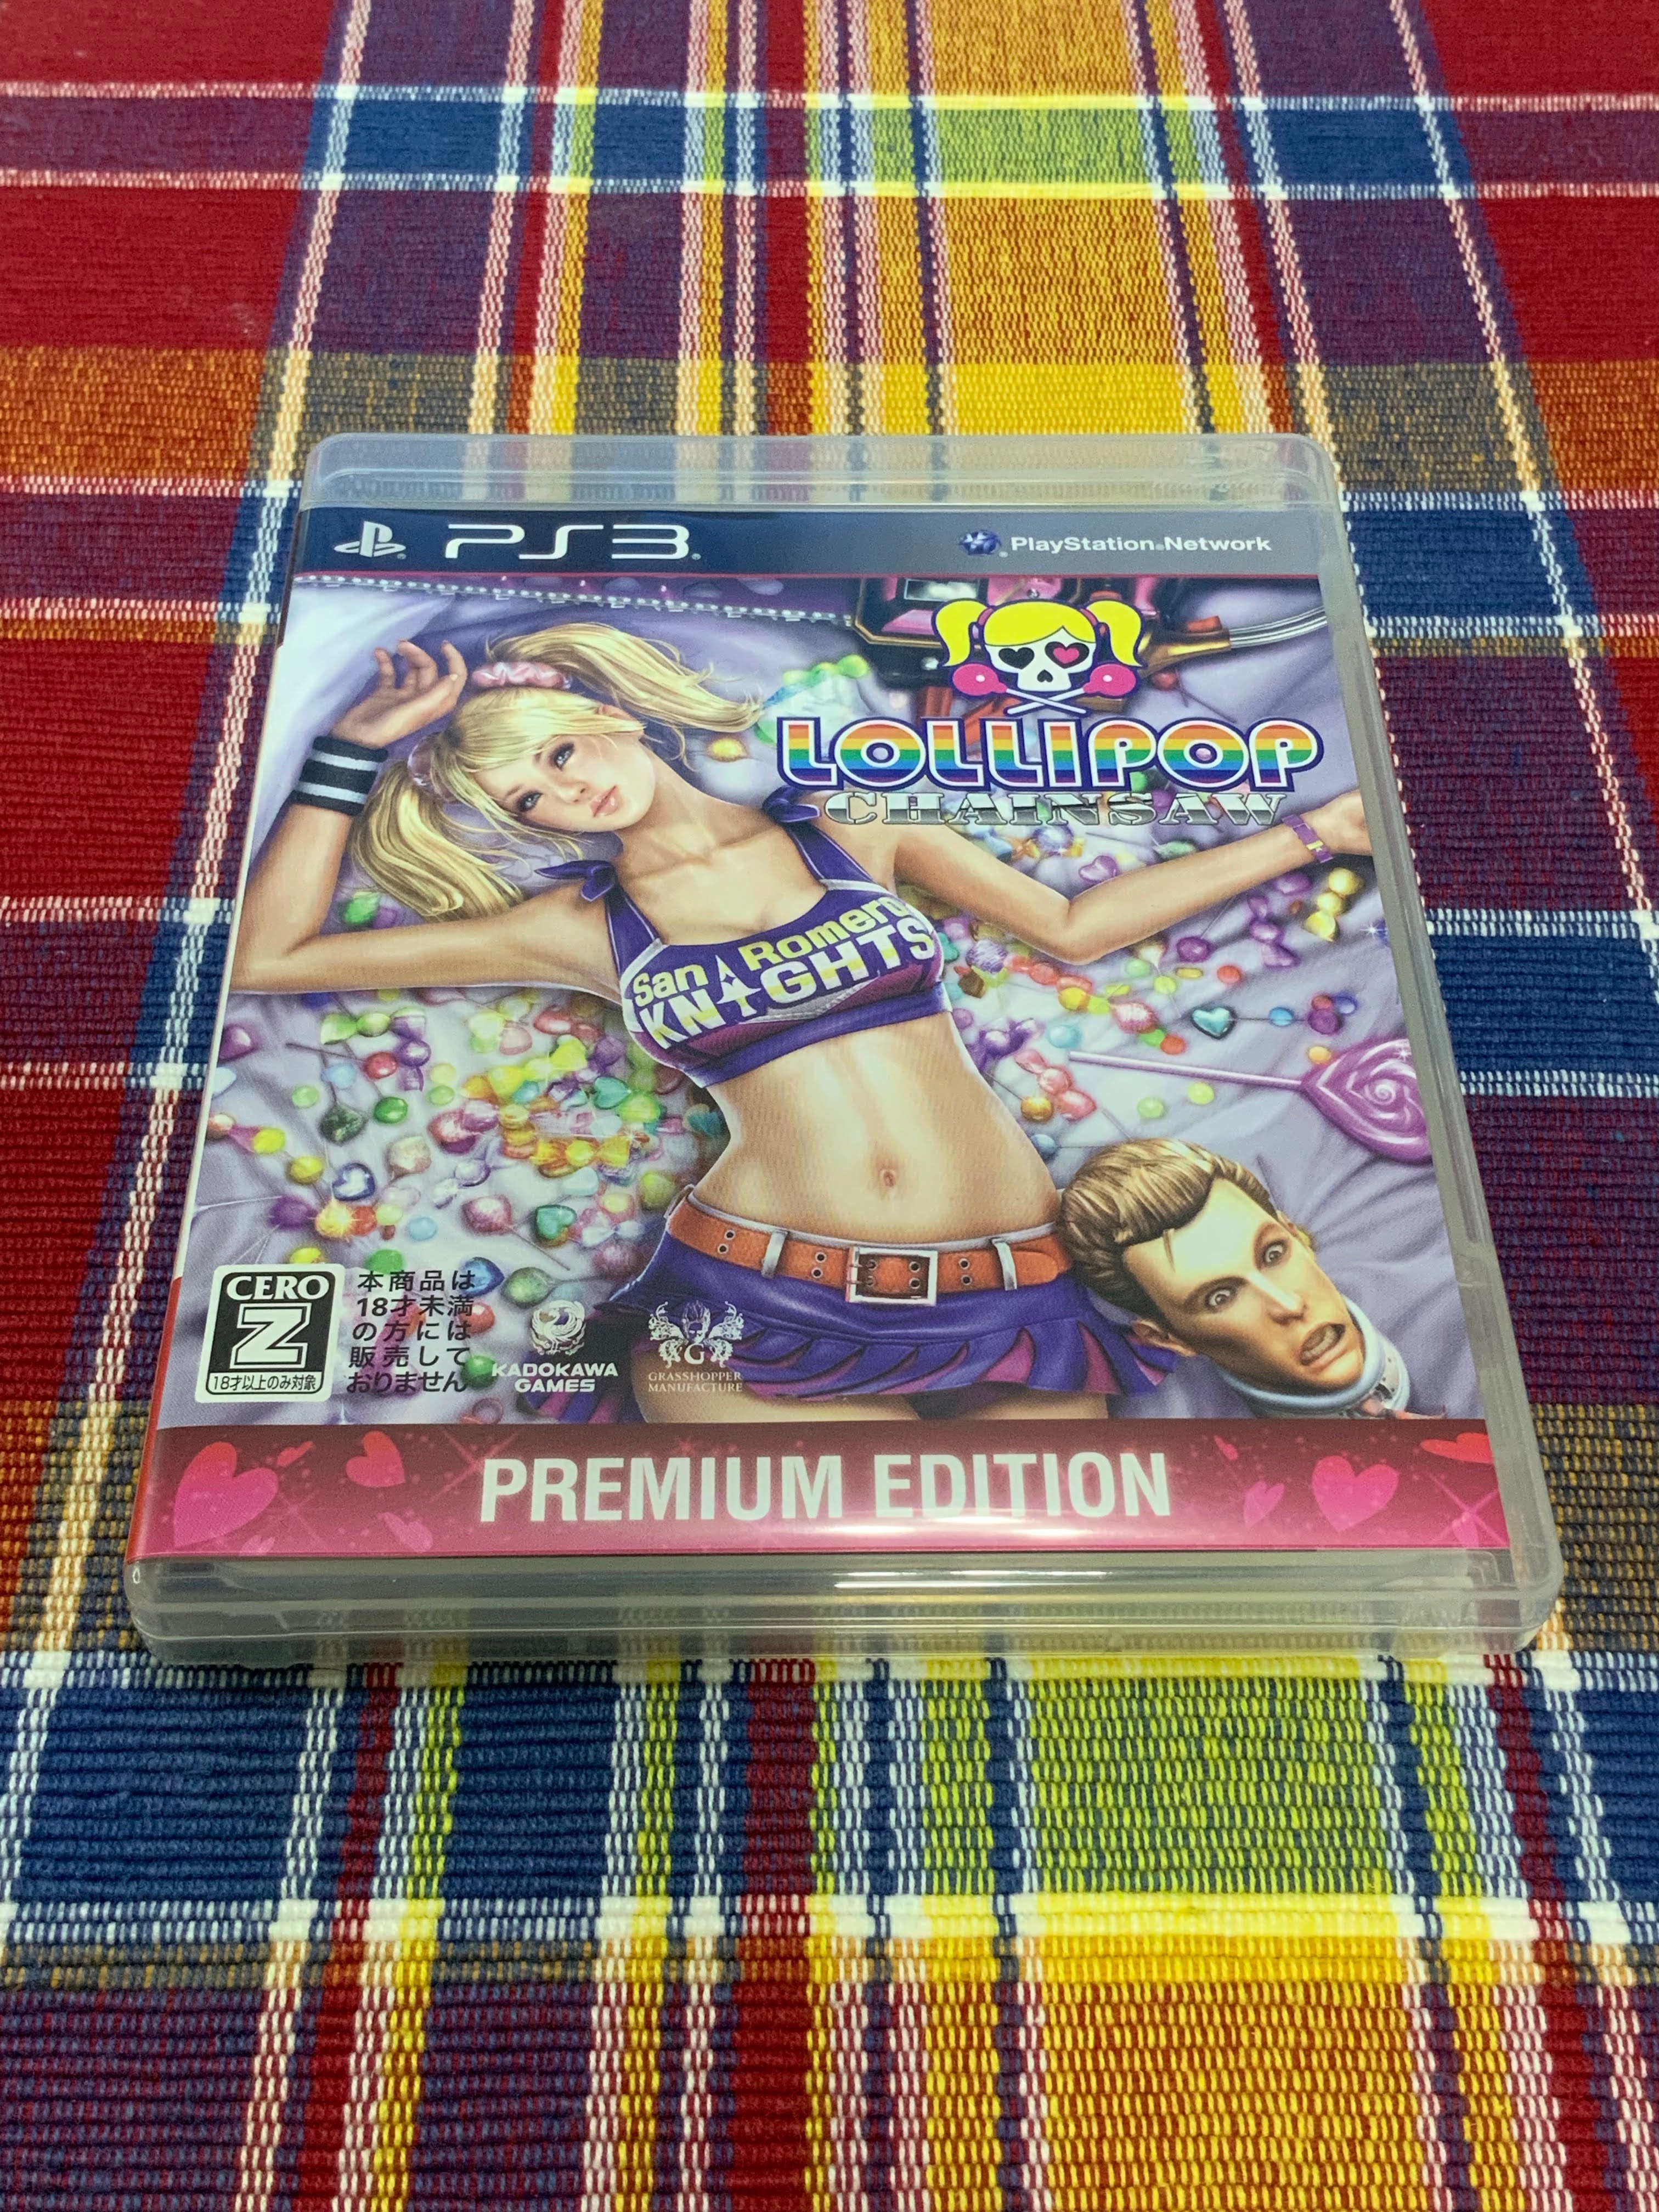 PS3
PlayStation Network
LOLLIPOP
CHAINSAW
San Romero
KNIGHTS
CERO
Z
18才以上のみ対象
本商品は
18才未満
の方には
販売して
おりません
KADOKAWA
GAMES
G
GRASSHOPPER
MANUFACTURE
PREMIUM EDITION